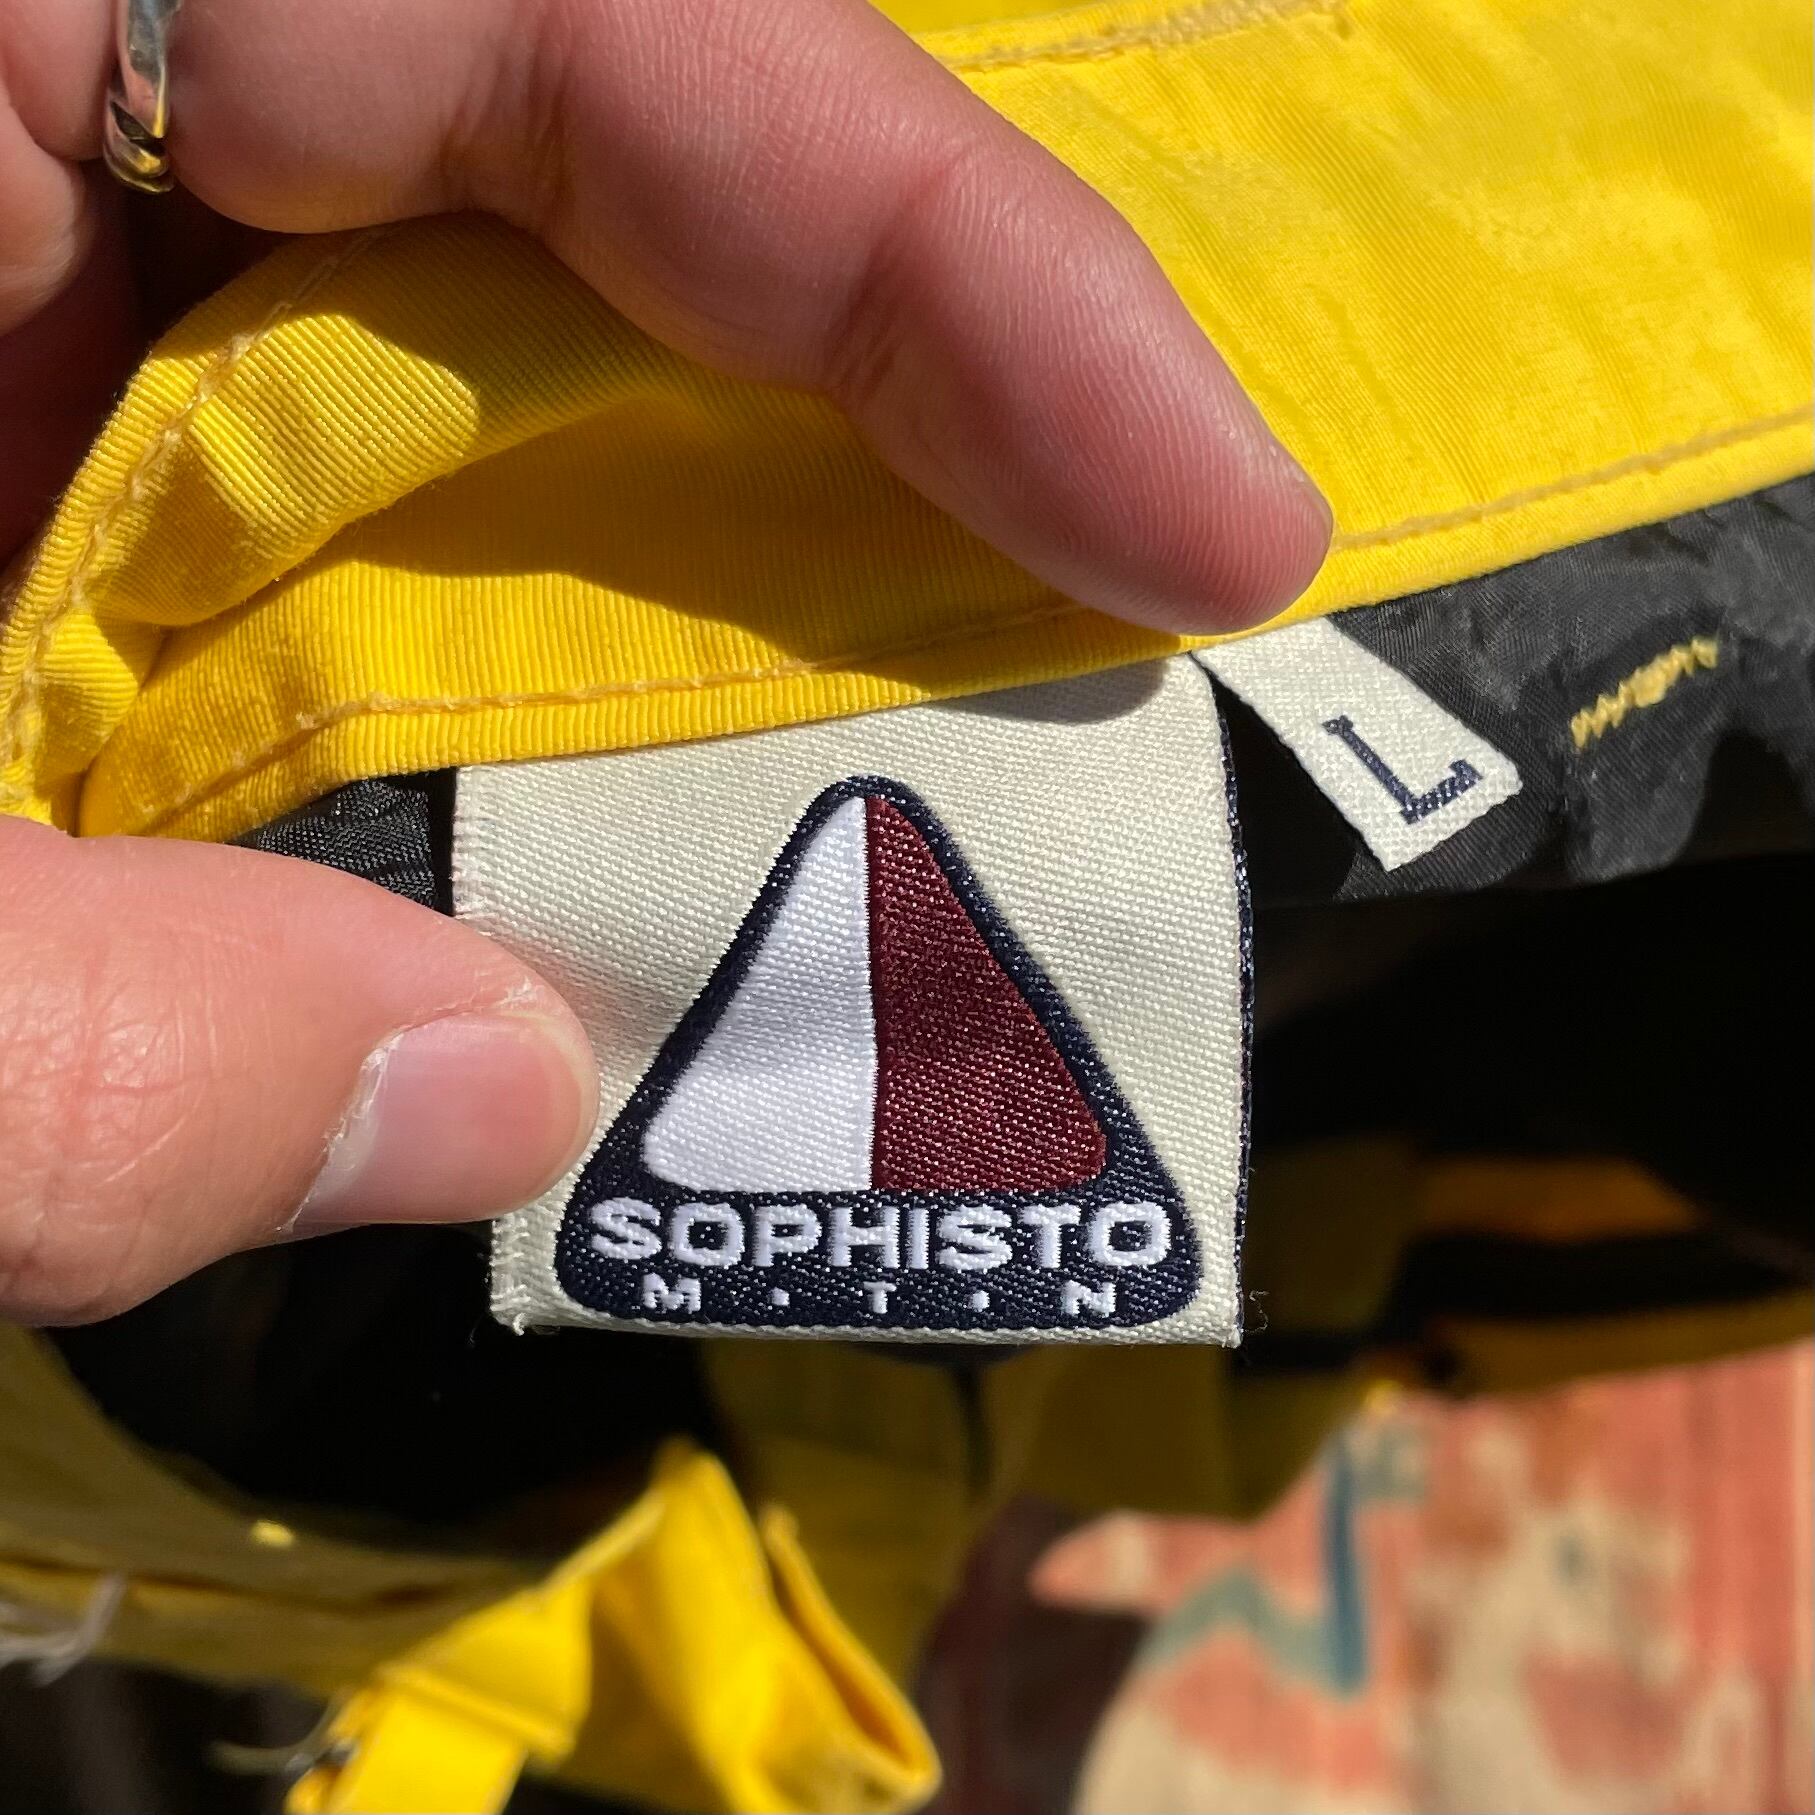 L
SOPHISTO
M · T · N